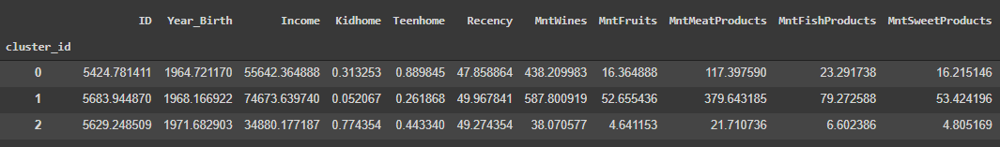 ID Year_Birth Income Kidhome Teenhome Recency MntWines MntFruits MntMeatProducts MntFishProducts MntSweetProducts
cluster_id
0 5424.781411 1964.721170 55642.364888 0.313253 0.889845 47.858864 438.209983 16.364888 117.397590 23.291738 16.215146
1 5683.944870 1968.166922 74673.639740 0.052067 0.261868 49.967841 587.800919 52.655436 379.643185 79.272588 53.424196
2 5629.248509 1971.682903 34880.177187 0.774354 0.443340 49.274354 38.070577 4.641153 21.710736 6.602386 4.805169